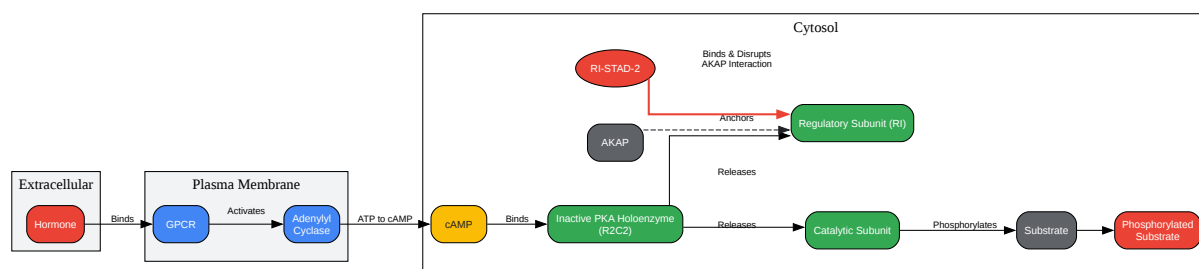 Cytosol
Binds & Disrupts
AKAP Interaction
RI-STAD-2
Anchors
Regulatory Subunit (RI)
AKAP
Releases
Extracellular
Plasma Membrane
Hormone
Binds
GPCR
Activates
Adenylyl
Cyclase
ATP to cAMP
cAMP
Binds
Inactive PKA Holoenzyme
(R2C2)
Releases
Catalytic Subunit
Phosphorylates
Substrate
Phosphorylated
Substrate